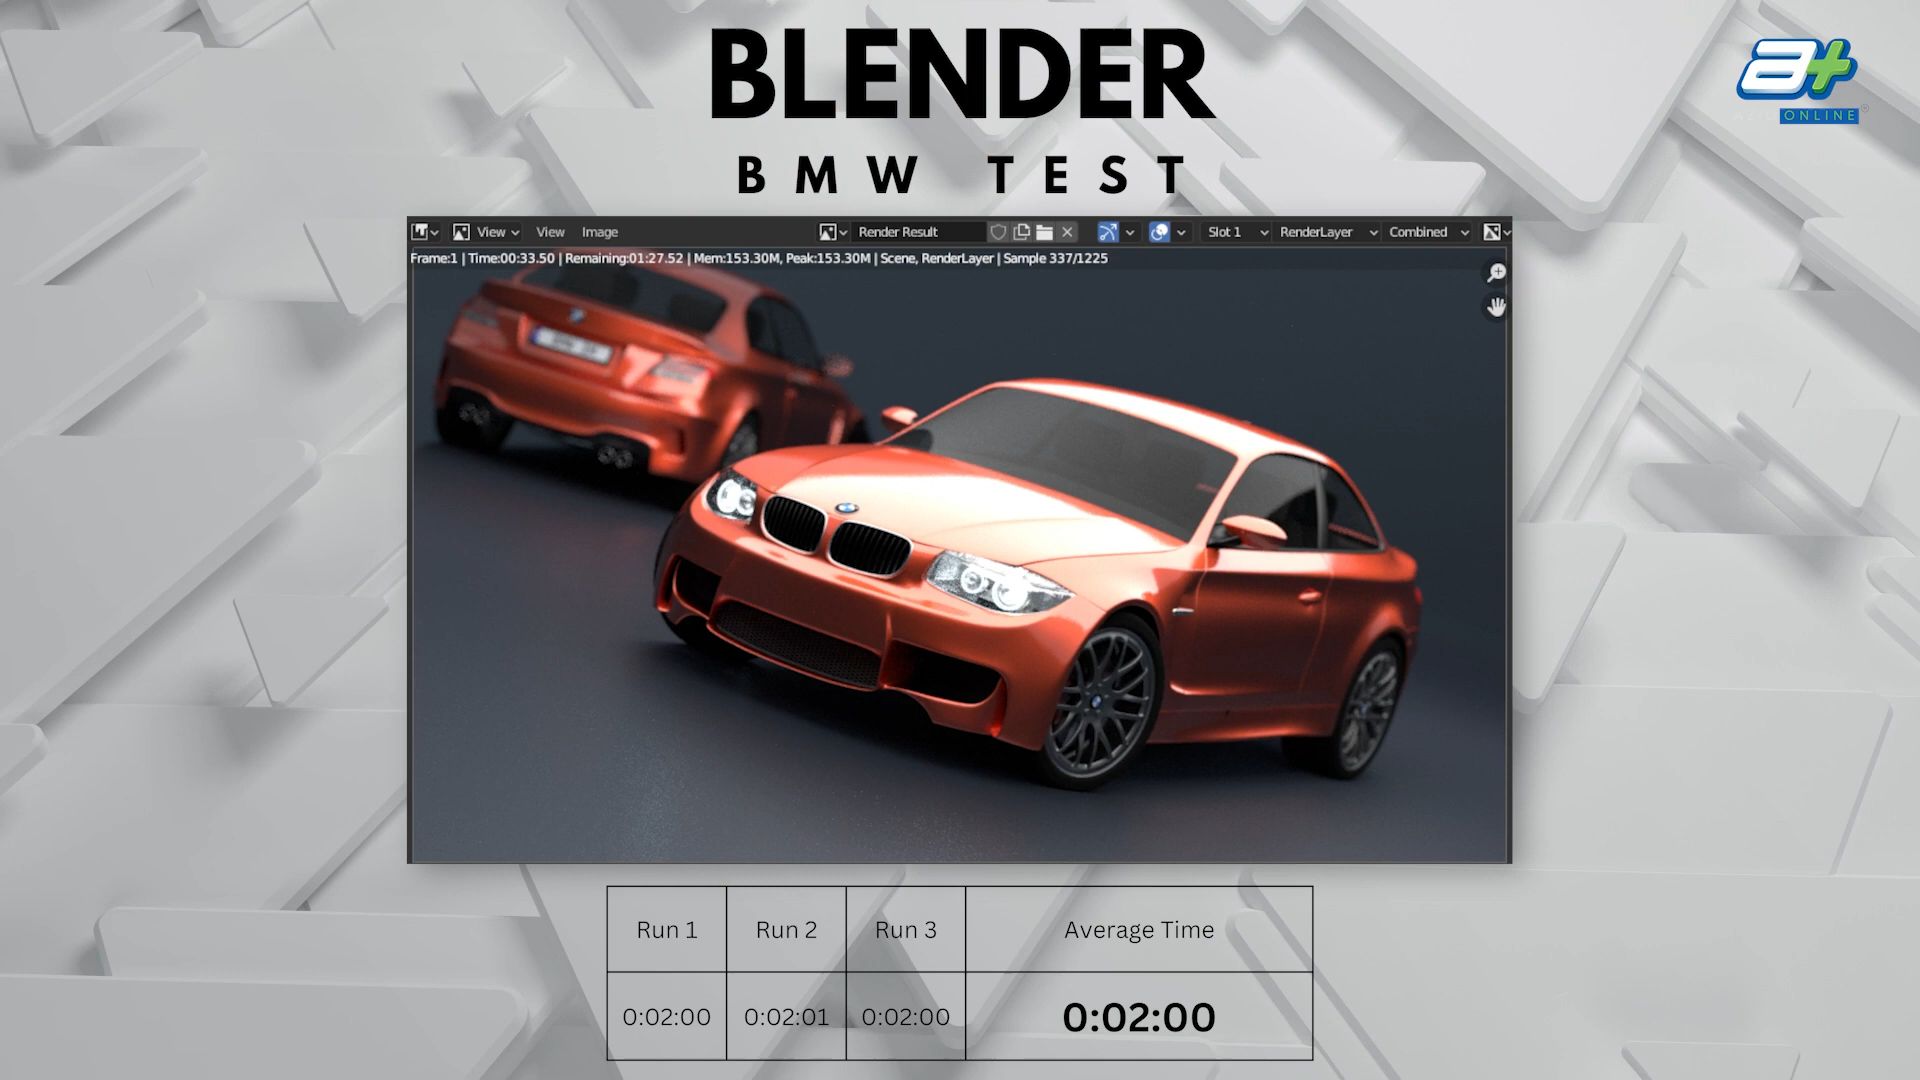 BLENDER
BMW TEST
a+
ONLINE
View View Image Render Result Slot 1 RenderLayer Combined
Frame:1 | Time:00:33.50 | Remaining:01:27.52 | Mem:153.30M, Peak:153.30M | Scene, RenderLayer | Sample 337/1225
Run 1 Run 2 Run 3 Average Time
0:02:00 0:02:01 0:02:00 0:02:00